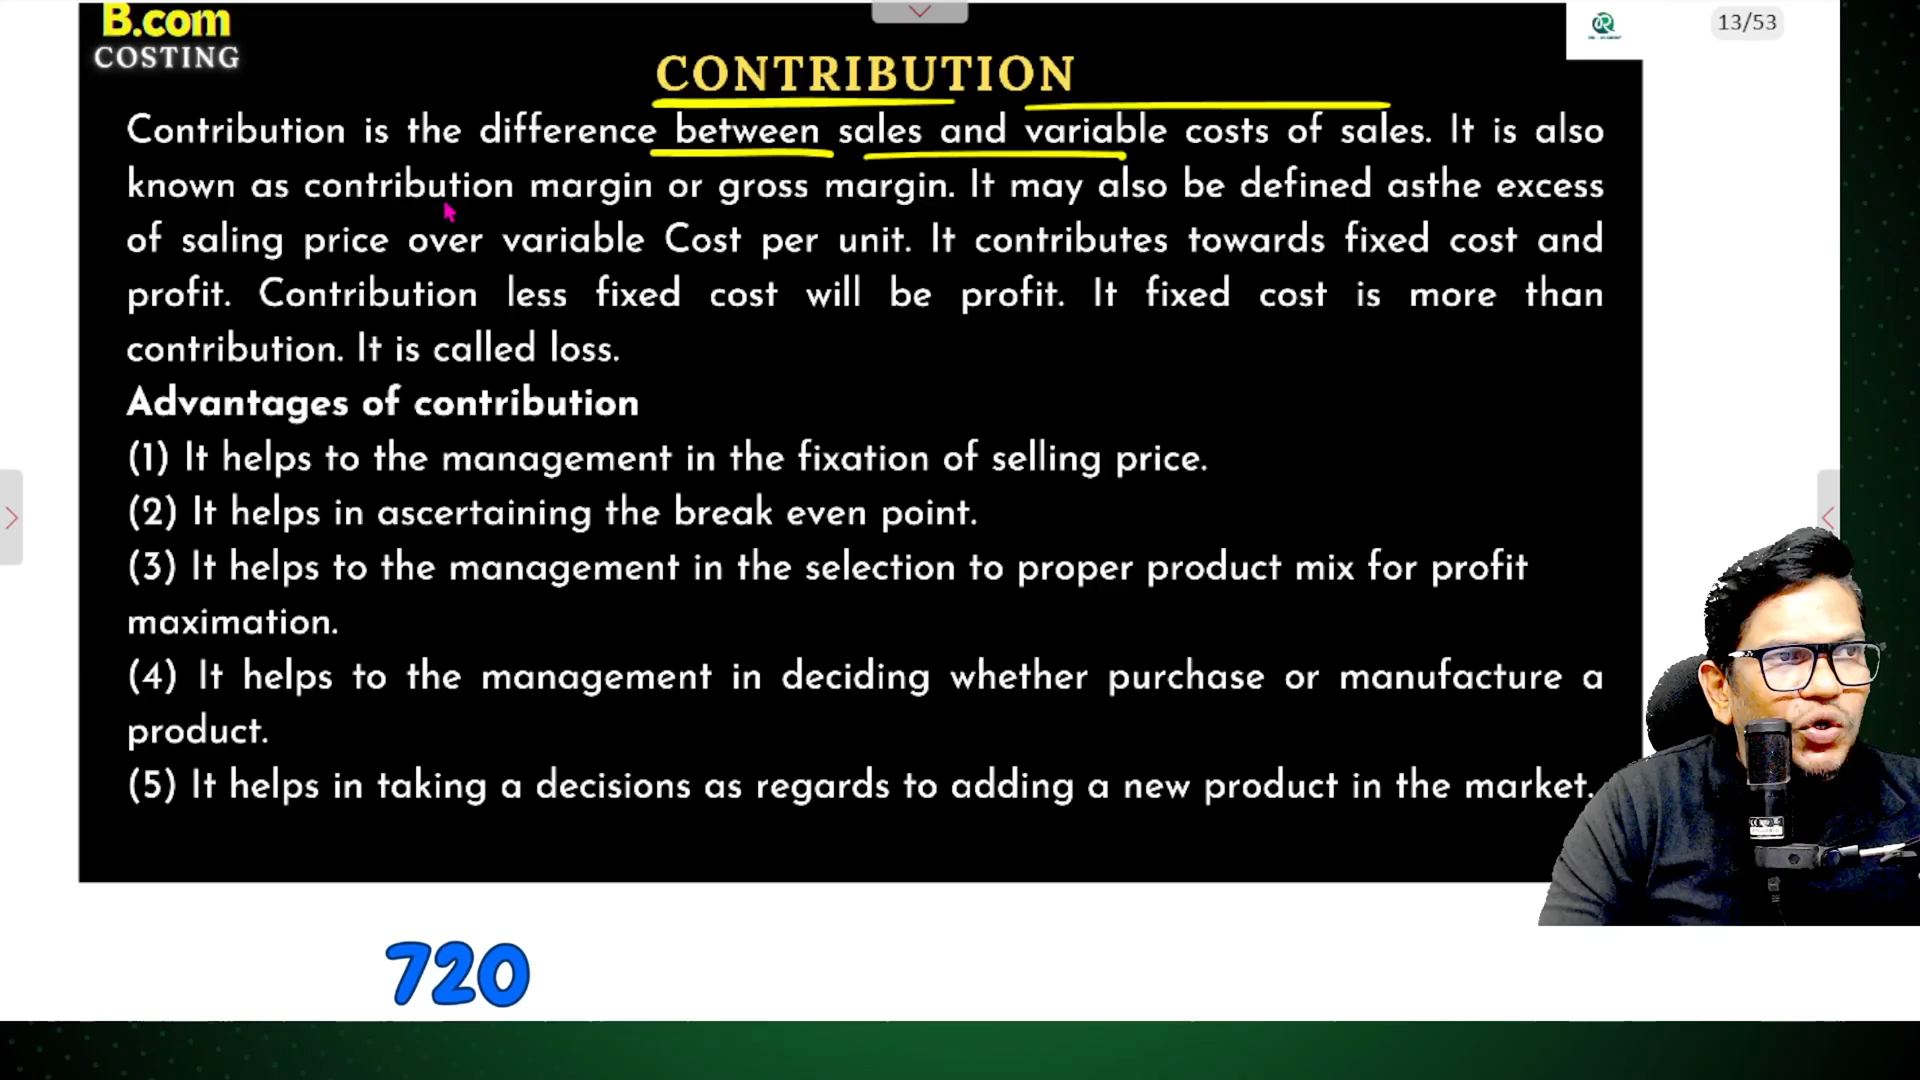 B.com
COSTING
13/53
CONTRIBUTION
Contribution is the difference between sales and variable costs of sales. It is also
known as contribution margin or gross margin. It may also be defined asthe excess
of saling price over variable Cost per unit. It contributes towards fixed cost and
profit. Contribution less fixed cost will be profit. It fixed cost is more than
contribution. It is called loss.
Advantages of contribution
(1) It helps to the management in the fixation of selling price.
(2) It helps in ascertaining the break even point.
(3) It helps to the management in the selection to proper product mix for profit
maximation.
(4) It helps to the management in deciding whether purchase or manufacture a
product.
(5) It helps in taking a decisions as regards to adding a new product in the market.
720